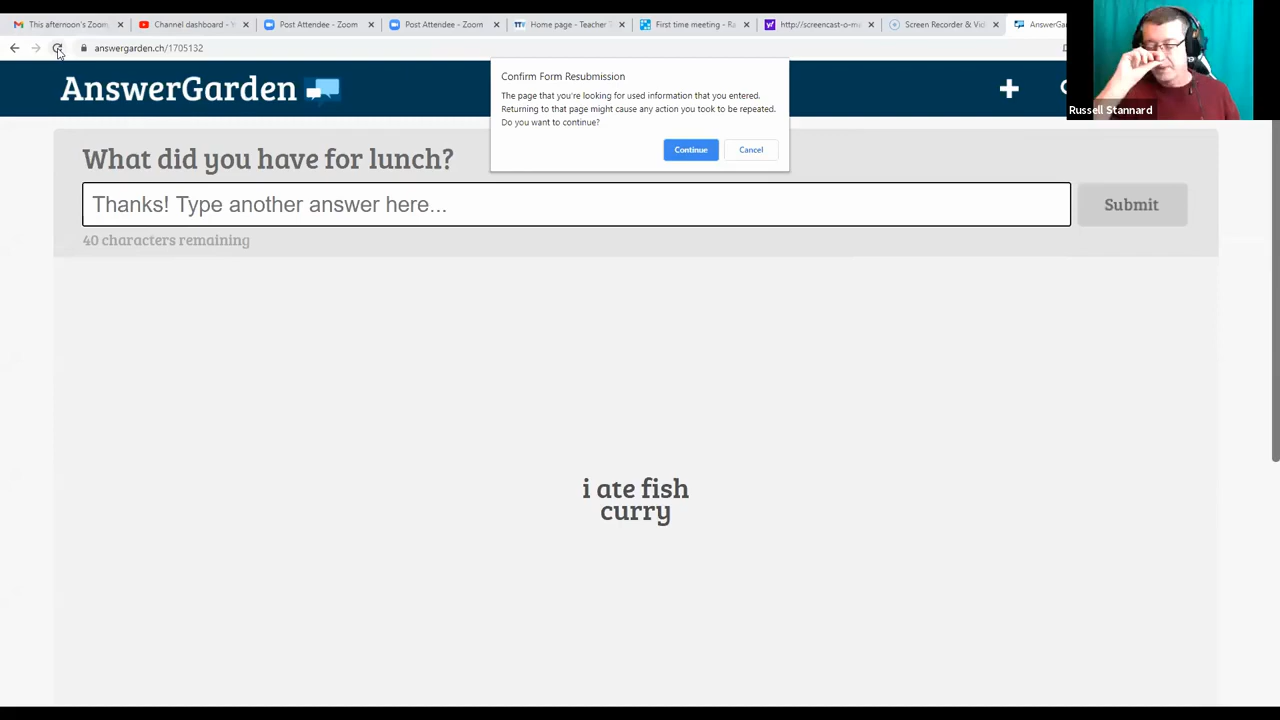 This afternoon's Zoom
Channel dashboard - Y
Post Attendee - Zoom
Post Attendee - Zoom
Home page - Teacher T
First time meeting - Ra
http://screencast-o-m
Screen Recorder & Vid
AnswerGa
answergarden.ch/1705132
AnswerGarden
Confirm Form Resubmission
The page that you're looking for used information that you entered.
Returning to that page might cause any action you took to be repeated.
Do you want to continue?
Continue
Cancel
Russell Stannard
What did you have for lunch?
Thanks! Type another answer here...
Submit
40 characters remaining
i ate fish
curry